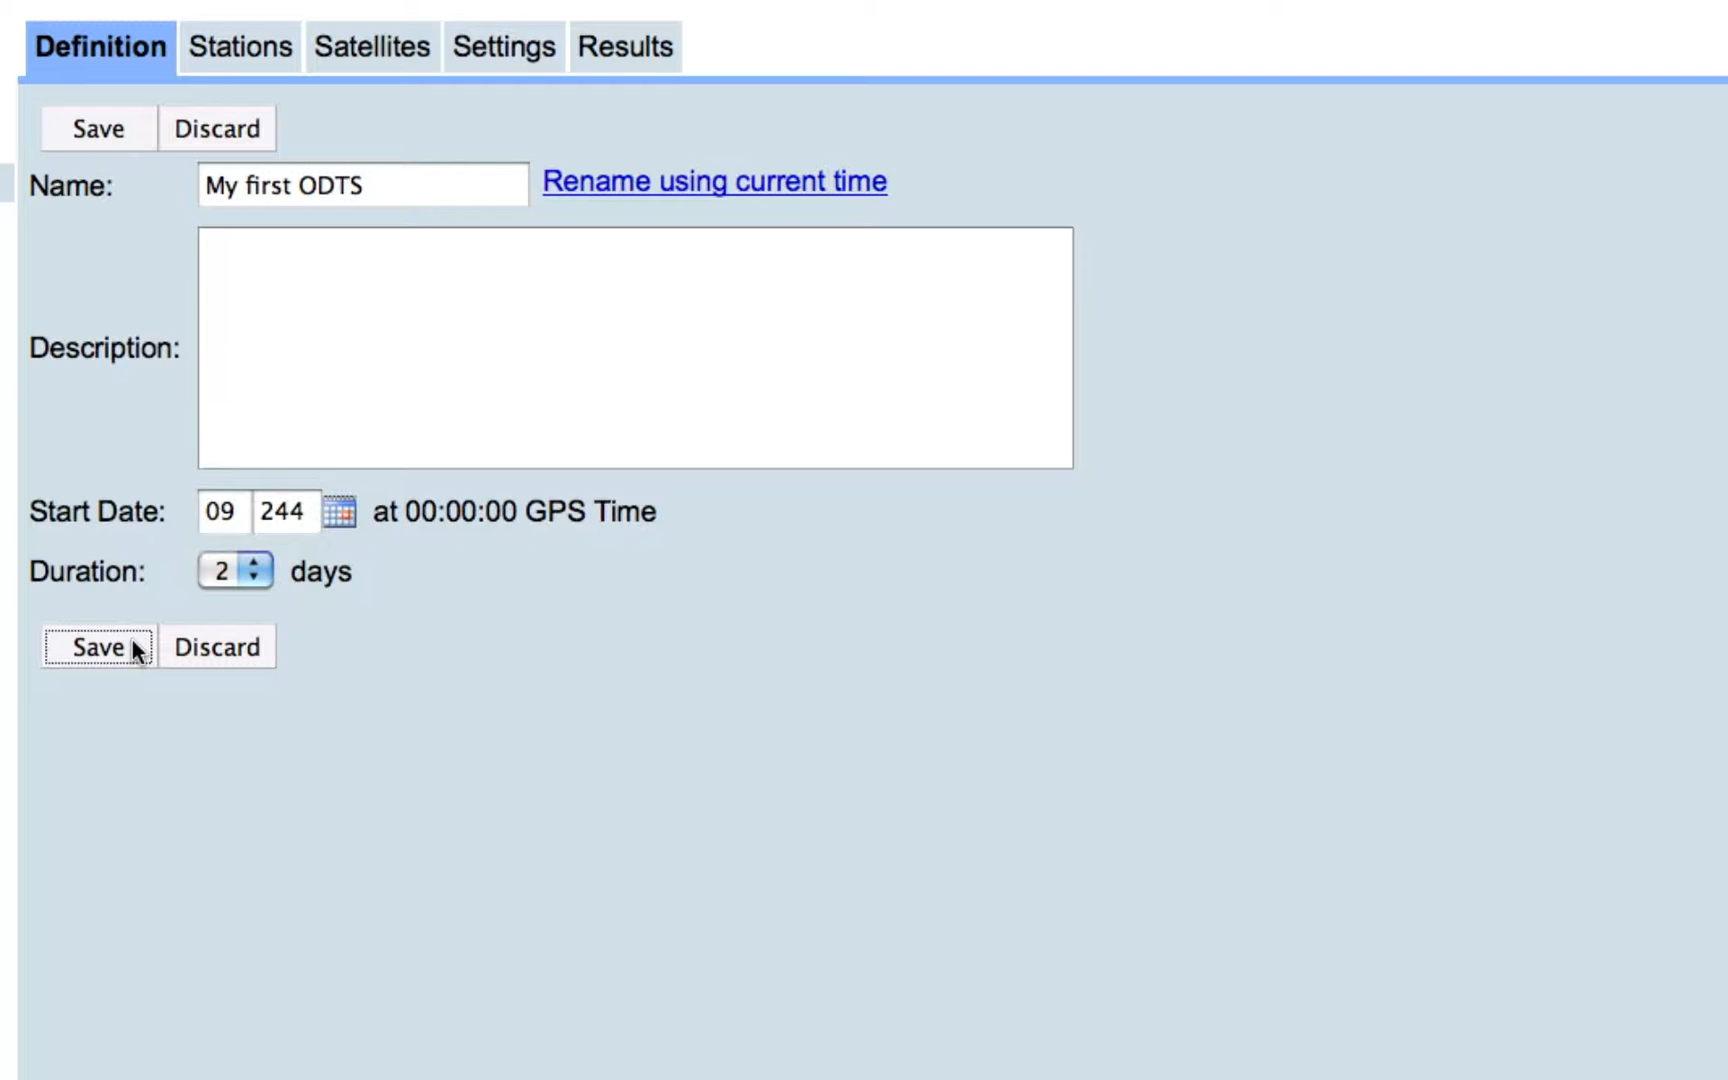 Definition Stations Satellites Settings Results
Save Discard
Name: My first ODTS Rename using current time
Description:
Start Date: 09 244 at 00:00:00 GPS Time
Duration: 2 days
Save Discard